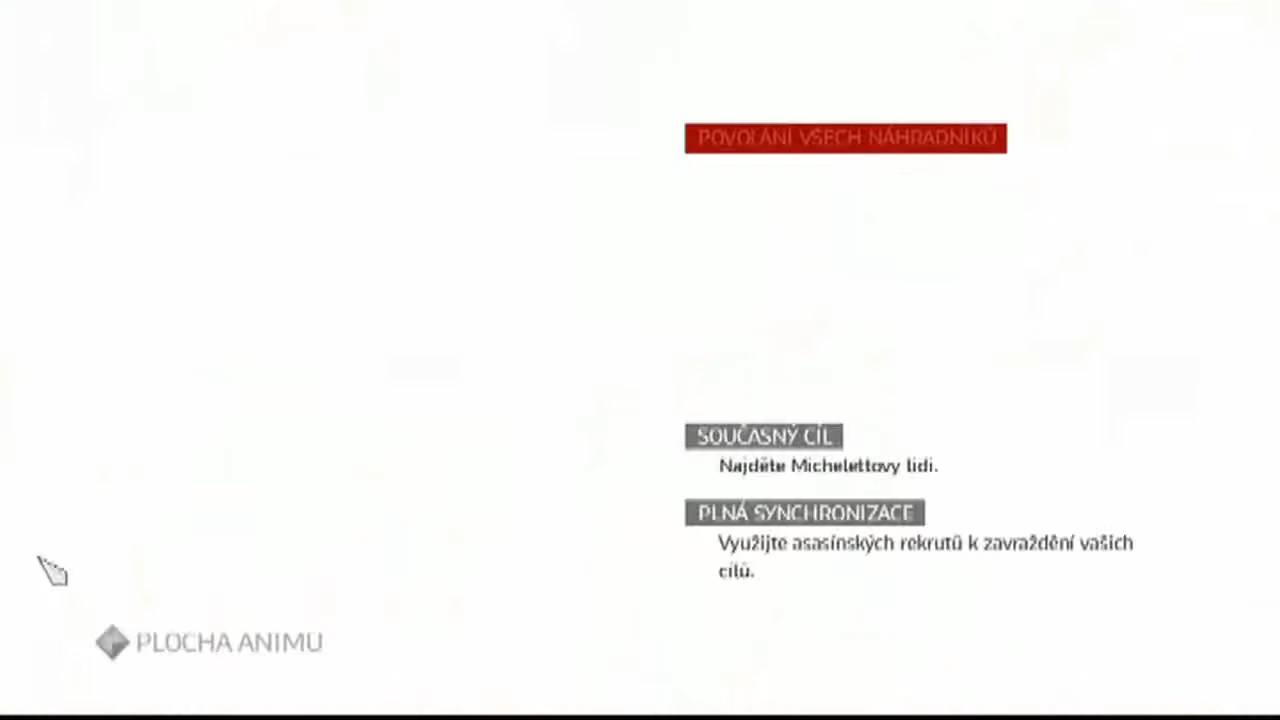 POVOLÁNÍ VŠECH NÁHRADNÍKŮ
SOUČASNÝ CÍL
Najděte Michelettovy lidi.
PLNÁ SYNCHRONIZACE
Využijte asasínských rekrutů k zavraždění vašich
cílů.
PLOCHA ANIMU